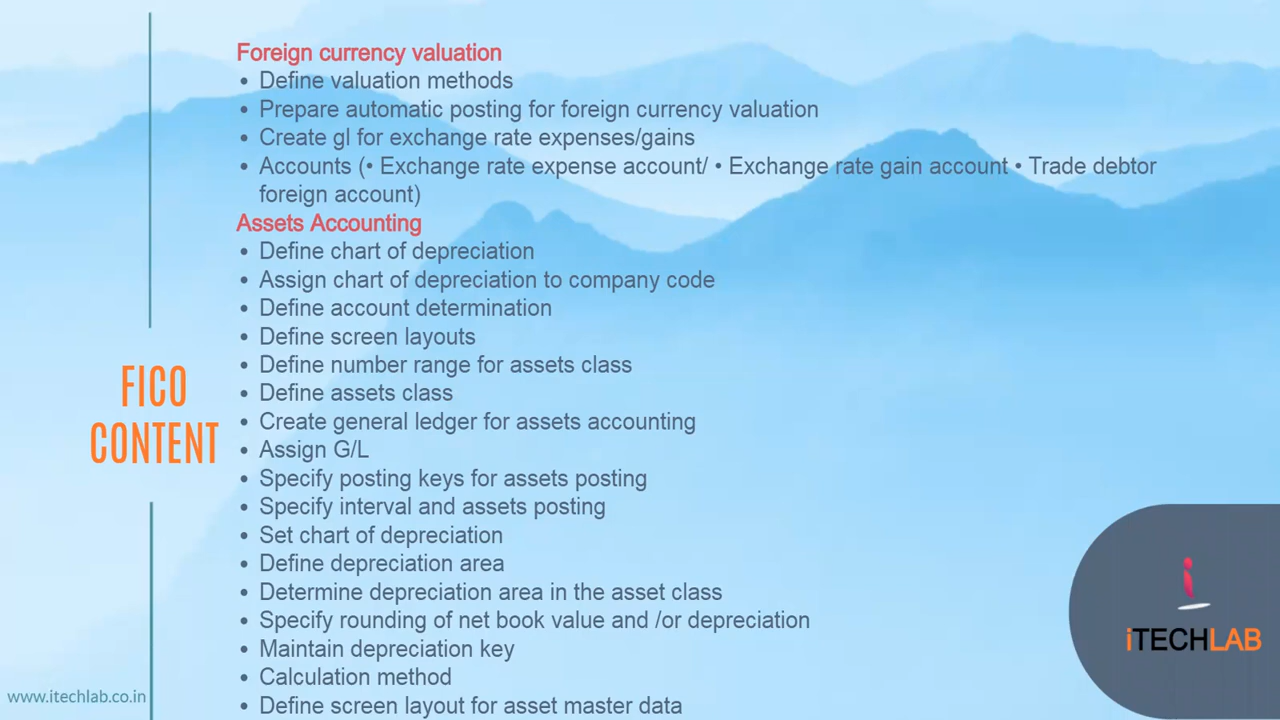 Foreign currency valuation
• Define valuation methods
• Prepare automatic posting for foreign currency valuation
• Create gl for exchange rate expenses/gains
• Accounts (• Exchange rate expense account/ • Exchange rate gain account • Trade debtor
foreign account)
Assets Accounting
• Define chart of depreciation
• Assign chart of depreciation to company code
• Define account determination
• Define screen layouts
• Define number range for assets class
• Define assets class
• Create general ledger for assets accounting
• Assign G/L
• Specify posting keys for assets posting
• Specify interval and assets posting
• Set chart of depreciation
• Define depreciation area
• Determine depreciation area in the asset class
• Specify rounding of net book value and /or depreciation
• Maintain depreciation key
• Calculation method
• Define screen layout for asset master data
FICO
CONTENT
www.itechlab.co.in
iTECHLAB